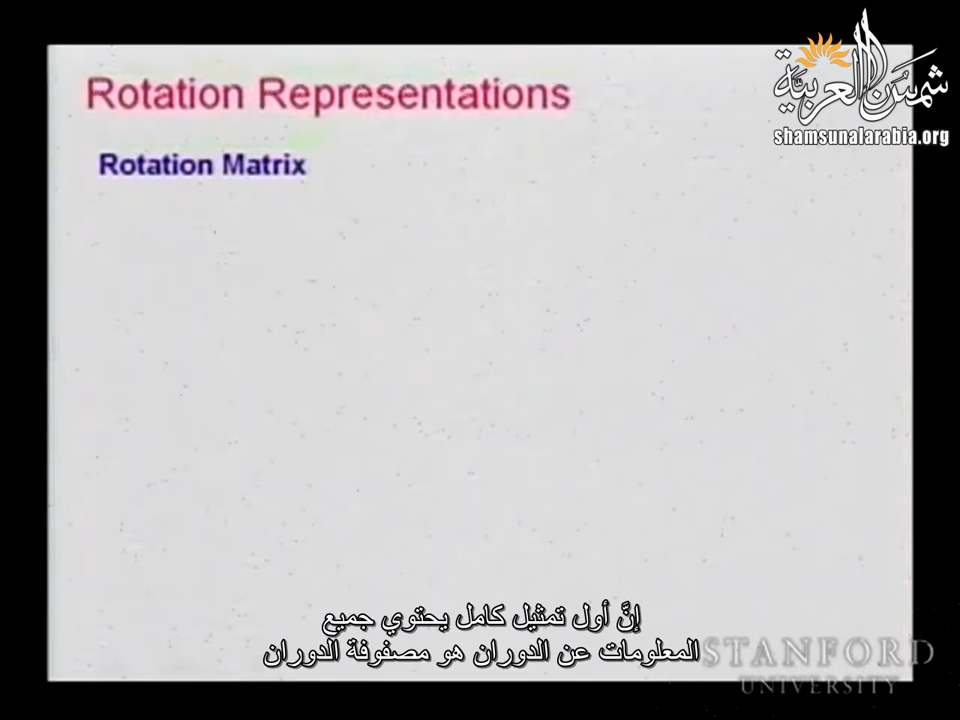 شمس العربية
shamsunalarabia.org
Rotation Representations
Rotation Matrix
إنَّ أول تمثيل كامل يحتوي جميع
المعلومات عن الدوران هو مصفوفة الدوران
STANFORD
UNIVERSITY